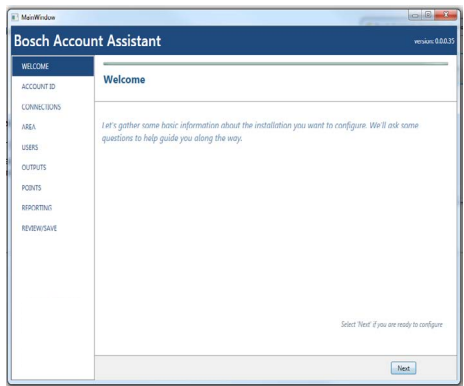 MainWindow
Bosch Account Assistant
version: 0.0.0.35
WELCOME
ACCOUNT ID
CONNECTIONS
AREA
USERS
OUTPUTS
POINTS
REPORTING
REVIEW/SAVE
Welcome
Let's gather some basic information about the installation you want to configure. We'll ask some
questions to help guide you along the way.
Select 'Next' if you are ready to configure
Next